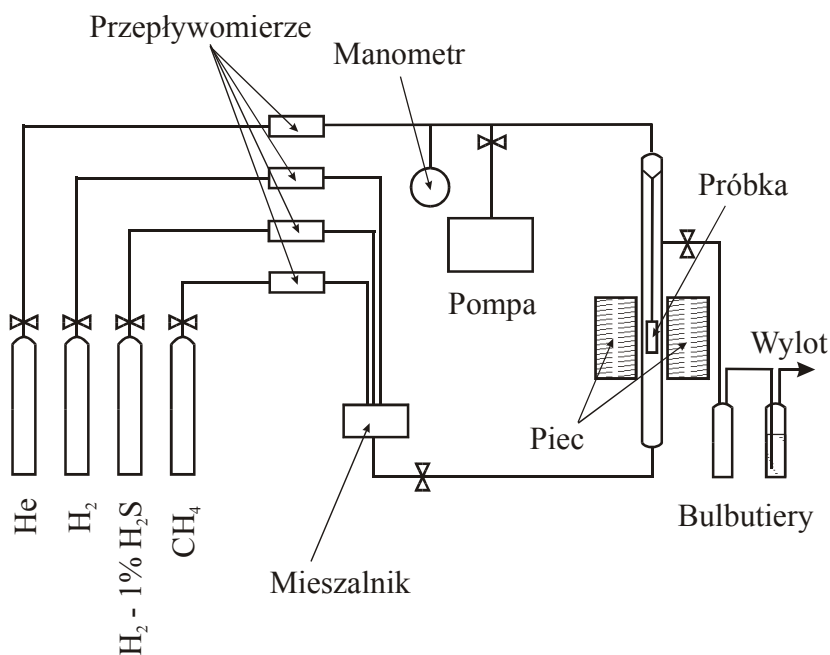 Przepływomierze
Manometr
Próbka
Pompa
Wylot
Piec
Bulbutiery
Mieszalnik
He
H₂
H₂ - 1% H₂S
CH₄